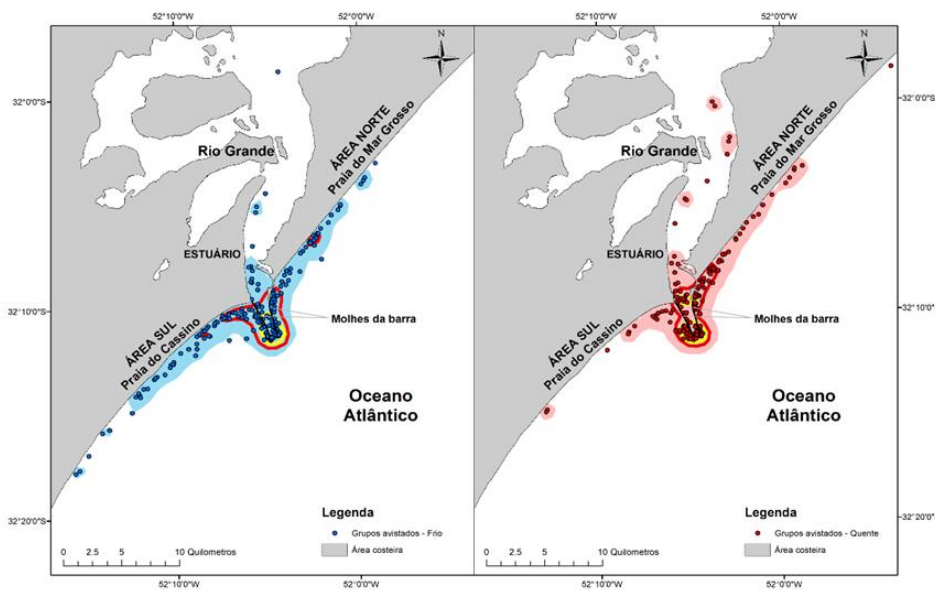 52°10'0"W
52°0'0"W
N
32°0'0"S
Rio Grande
ÁREA NORTE
Praia do Mar Grosso
ESTUÁRIO
32°10'0"S
Molhes da barra
ÁREA SUL
Praia do Cassino
Oceano
Atlântico
32°20'0"S
Legenda
Grupos avistados - Frio
Área costeira
0 2.5 5 10 Quilometros
52°10'0"W
52°0'0"W
52°10'0"W
52°0'0"W
N
32°0'0"S
Rio Grande
ÁREA NORTE
Praia do Mar Grosso
ESTUÁRIO
32°10'0"S
Molhes da barra
ÁREA SUL
Praia do Cassino
Oceano
Atlântico
32°20'0"S
Legenda
Grupos avistados - Quente
Área costeira
0 2.5 5 10 Quilometros
52°10'0"W
52°0'0"W